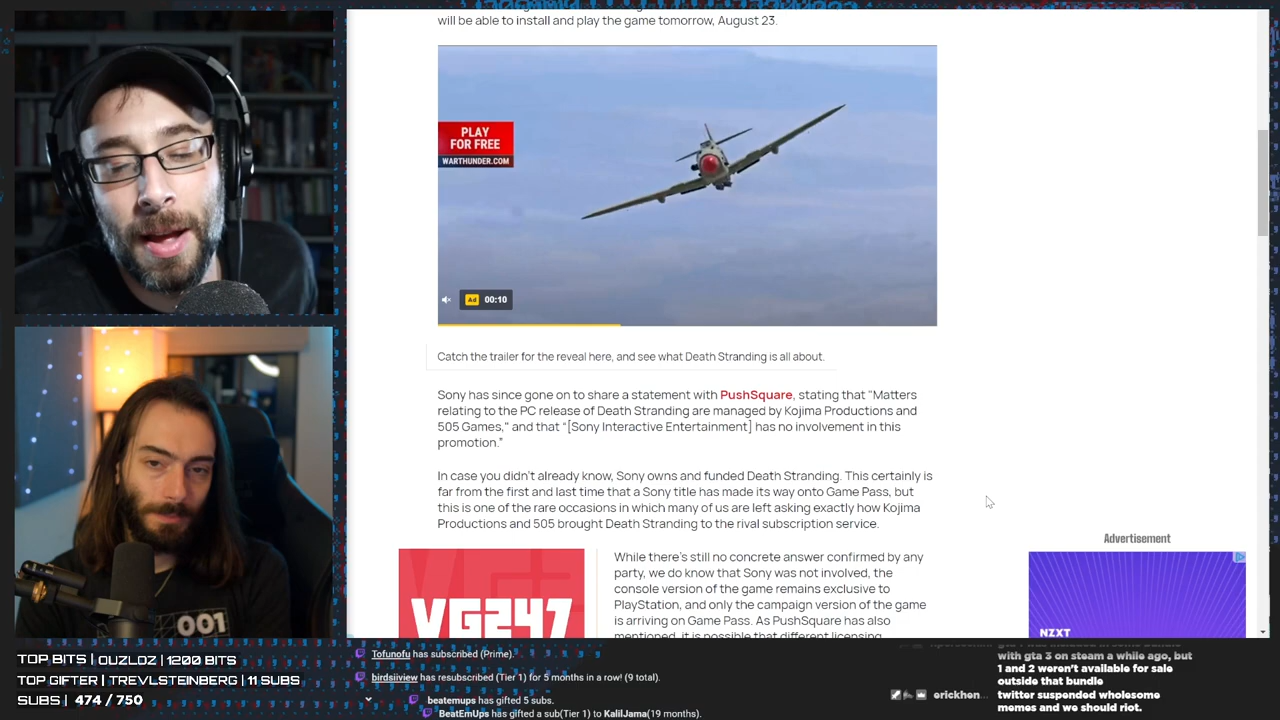 will be able to install and play the game tomorrow, August 23.
PLAY
FOR FREE
WARTHUNDER.COM
Ad 00:10
Catch the trailer for the reveal here, and see what Death Stranding is all about.
Sony has since gone on to share a statement with PushSquare, stating that "Matters
relating to the PC release of Death Stranding are managed by Kojima Productions and
505 Games," and that “[Sony Interactive Entertainment] has no involvement in this
promotion.”
In case you didn't already know, Sony owns and funded Death Stranding. This certainly is
far from the first and last time that a Sony title has made its way onto Game Pass, but
this is one of the rare occasions in which many of us are left asking exactly how Kojima
Productions and 505 brought Death Stranding to the rival subscription service.
While there's still no concrete answer confirmed by any
party, we do know that Sony was not involved, the
console version of the game remains exclusive to
PlayStation, and only the campaign version of the game
is arriving on Game Pass. As PushSquare has also
mentioned, it is possible that different licensing
VG247
Advertisement
NZXT
001
TOP BITS | OUZLDZ | 1200 BITS
TOP GIFTER | TREVLSTEINBERG | 11 SUBS
SUBS | 474 / 750
Tofunofu has subscribed (Prime).
birdsiiview has resubscribed (Tier 1) for 5 months in a row! (9 total).
beatemups has gifted 5 subs.
BeatEmUps has gifted a sub(Tier 1) to KalilJama(19 months).
with gta 3 on steam a while ago, but
1 and 2 weren't available for sale
outside that bundle
erickhen... twitter suspended wholesome
memes and we should riot.